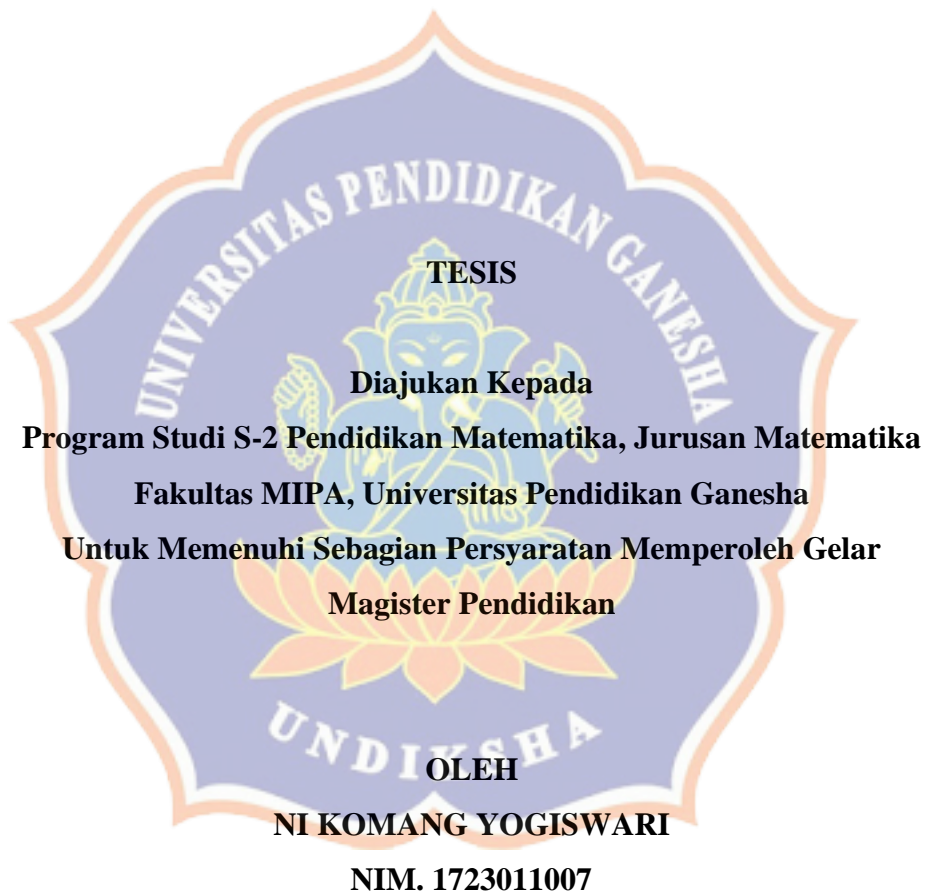 UNIVERSITAS PENDIDIKAN GANESHA
TESIS
Diajukan Kepada
Program Studi S-2 Pendidikan Matematika, Jurusan Matematika
Fakultas MIPA, Universitas Pendidikan Ganesha
Untuk Memenuhi Sebagian Persyaratan Memperoleh Gelar
Magister Pendidikan
UNDIKSHA
OLEH
NI KOMANG YOGISWARI
NIM. 1723011007